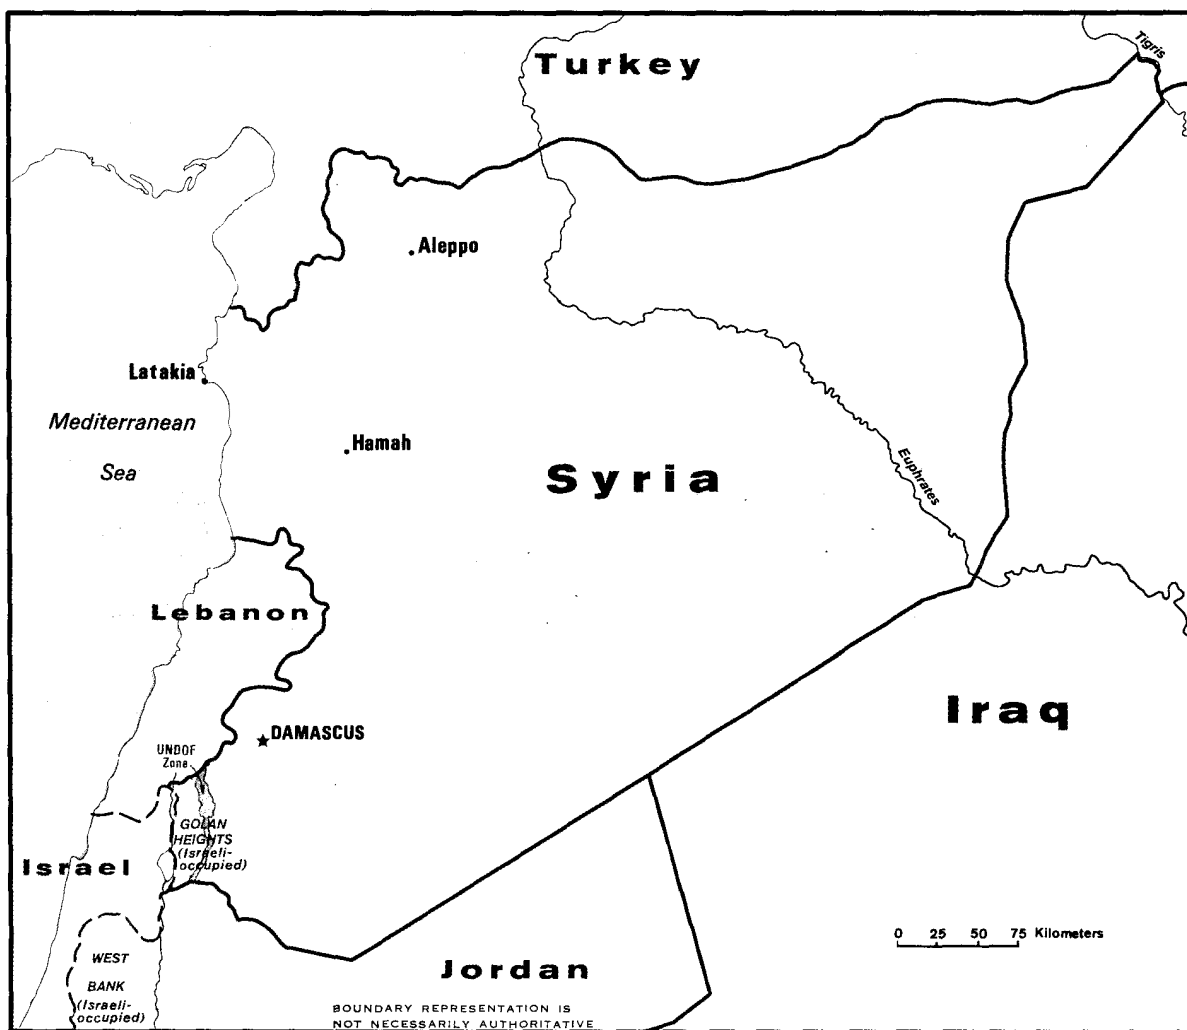 Tigris
Turkey
Aleppo
Latakia
Mediterranean
Sea
Hamah
Syria
Euphrates
Lebanon
Iraq
DAMASCUS
UNDOF
Zone
GOLAN
HEIGHTS
(Israeli-
occupied)
Israel
0 25 50 75 Kilometers
WEST
BANK
(Israeli-
occupied)
Jordan
BOUNDARY REPRESENTATION IS
NOT NECESSARILY AUTHORITATIVE